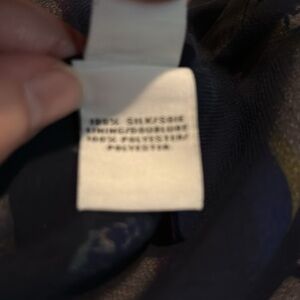 100% SILK/SOIE
LINING/DOUBLURE
100% POLYESTER/
POLYESTER